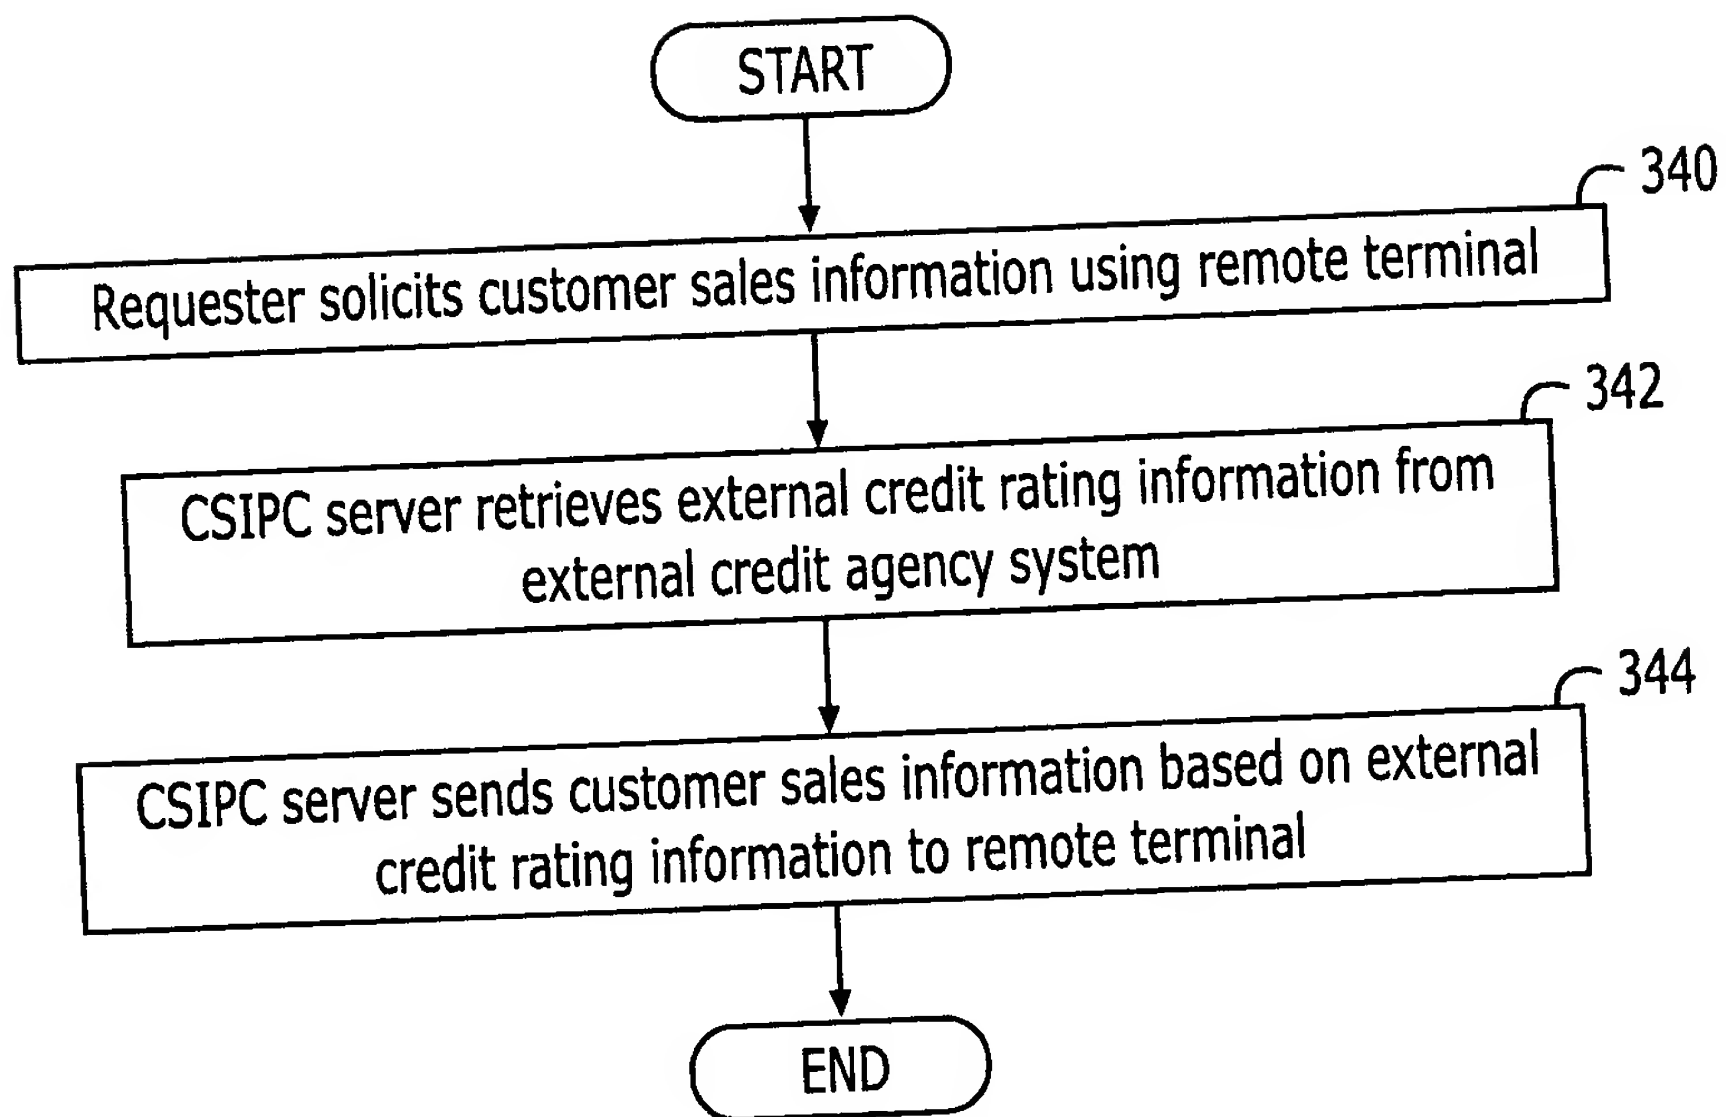 START
340
Requester solicits customer sales information using remote terminal
342
CSIPC server retrieves external credit rating information from
external credit agency system
344
CSIPC server sends customer sales information based on external
credit rating information to remote terminal
END